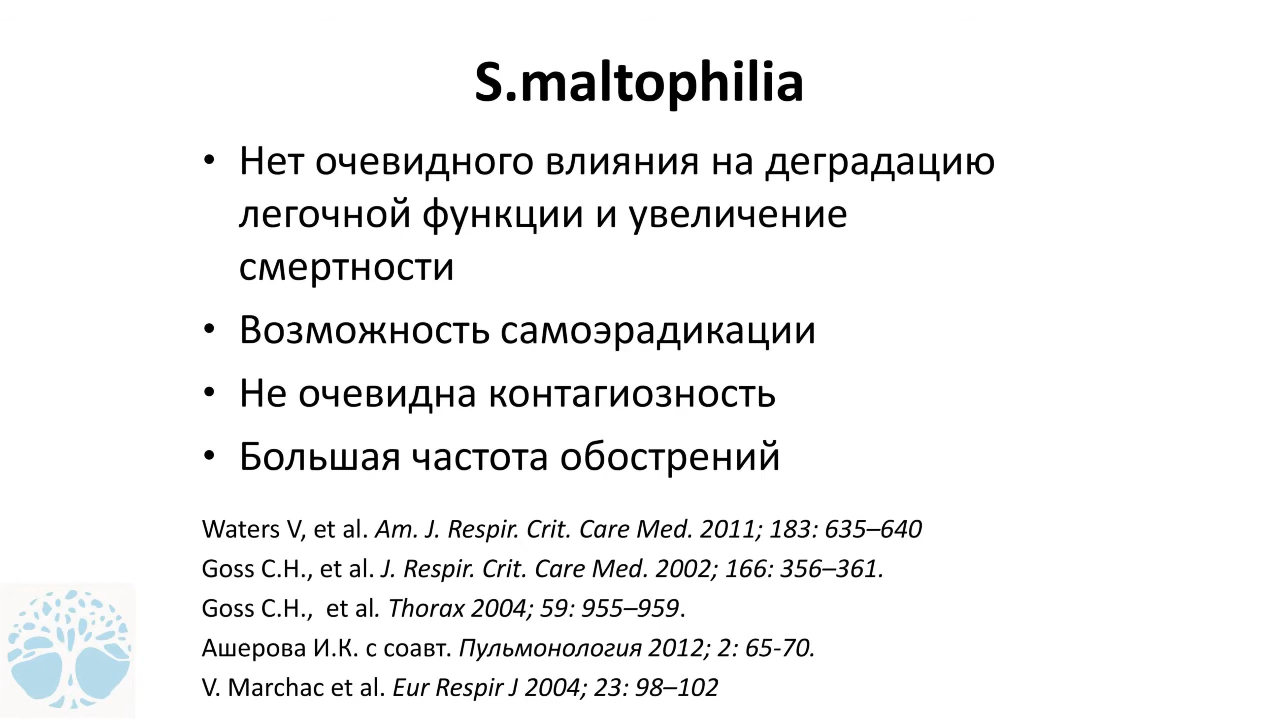 S.maltophilia
• Нет очевидного влияния на деградацию
легочной функции и увеличение
смертности
• Возможность самоэрадикации
• Не очевидна контагиозность
• Большая частота обострений
Waters V, et al. Am. J. Respir. Crit. Care Med. 2011; 183: 635–640
Goss C.H., et al. J. Respir. Crit. Care Med. 2002; 166: 356–361.
Goss C.H., et al. Thorax 2004; 59: 955–959.
Ашерова И.К. с соавт. Пульмонология 2012; 2: 65-70.
V. Marchac et al. Eur Respir J 2004; 23: 98–102